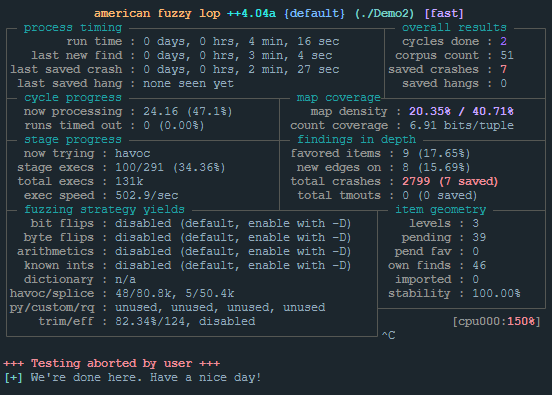 american fuzzy lop ++4.04a {default} (./Demo2) [fast]
process timing
overall results
run time : 0 days, 0 hrs, 4 min, 16 sec
cycles done : 2
last new find : 0 days, 0 hrs, 3 min, 4 sec
corpus count : 51
last saved crash : 0 days, 0 hrs, 2 min, 27 sec
saved crashes : 7
last saved hang : none seen yet
saved hangs : 0
cycle progress
map coverage
now processing : 24.16 (47.1%)
map density : 20.35% / 40.71%
runs timed out : 0 (0.00%)
count coverage : 6.91 bits/tuple
stage progress
findings in depth
now trying : havoc
favored items : 9 (17.65%)
stage execs : 100/291 (34.36%)
new edges on : 8 (15.69%)
total execs : 131k
total crashes : 2799 (7 saved)
exec speed : 502.9/sec
total tmouts : 0 (0 saved)
fuzzing strategy yields
item geometry
bit flips : disabled (default, enable with -D)
levels : 3
byte flips : disabled (default, enable with -D)
pending : 39
arithmetics : disabled (default, enable with -D)
pend fav : 0
known ints : disabled (default, enable with -D)
own finds : 46
dictionary : n/a
imported : 0
havoc/splice : 48/80.8k, 5/50.4k
stability : 100.00%
py/custom/rq : unused, unused, unused, unused
trim/eff : 82.34%/124, disabled
[cpu000:150%]
^C
+++ Testing aborted by user +++
[+] We're done here. Have a nice day!